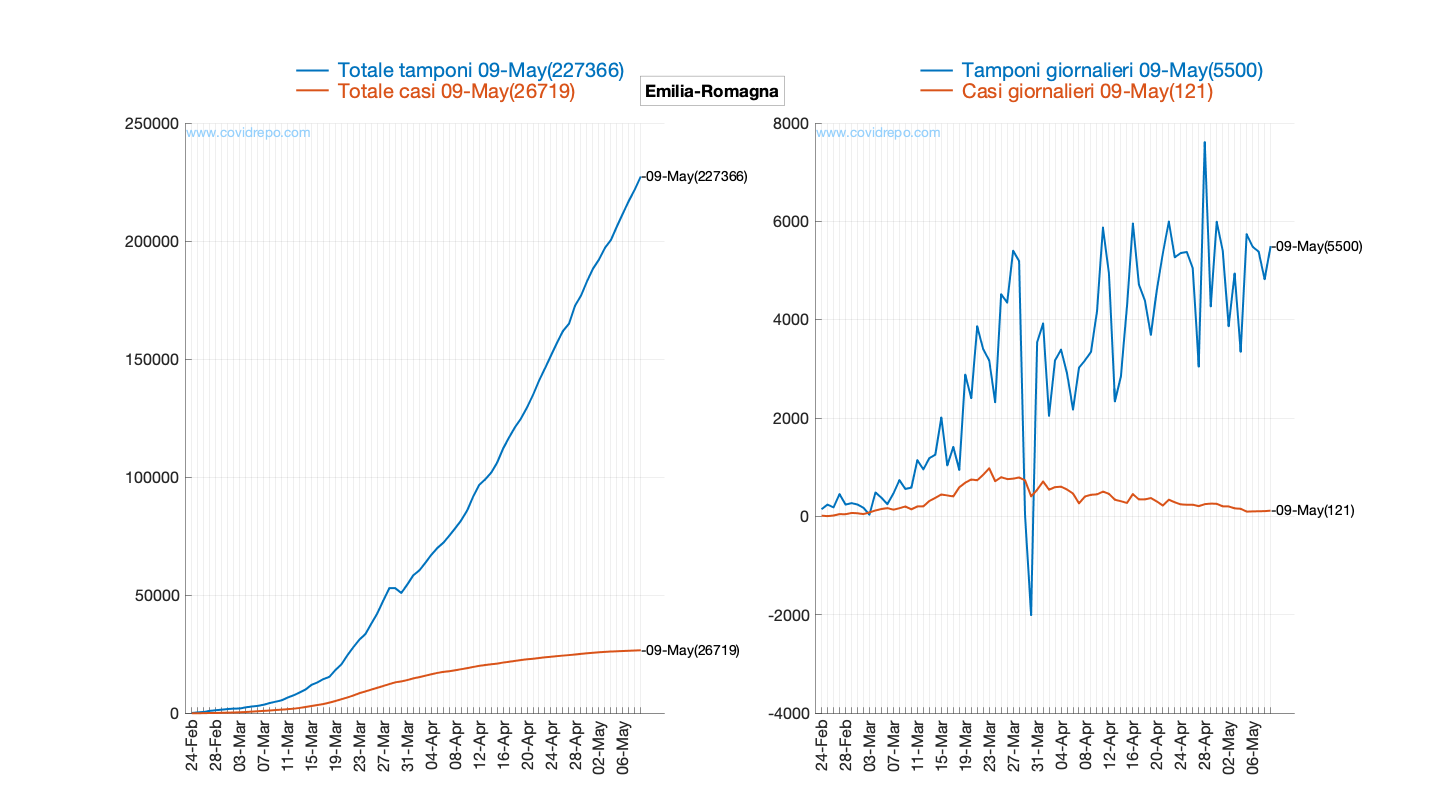 Totale tamponi 09-May(227366)
Totale casi 09-May(26719)
Emilia-Romagna
Tamponi giornalieri 09-May(5500)
Casi giornalieri 09-May(121)
www.covidrepo.com
250000
200000
150000
100000
50000
0
-09-May(227366)
-09-May(26719)
24-Feb
28-Feb
03-Mar
07-Mar
11-Mar
15-Mar
19-Mar
23-Mar
27-Mar
31-Mar
04-Apr
08-Apr
12-Apr
16-Apr
20-Apr
24-Apr
28-Apr
02-May
06-May
www.covidrepo.com
8000
6000
4000
2000
0
-2000
-4000
-09-May(5500)
-09-May(121)
24-Feb
28-Feb
03-Mar
07-Mar
11-Mar
15-Mar
19-Mar
23-Mar
27-Mar
31-Mar
04-Apr
08-Apr
12-Apr
16-Apr
20-Apr
24-Apr
28-Apr
02-May
06-May